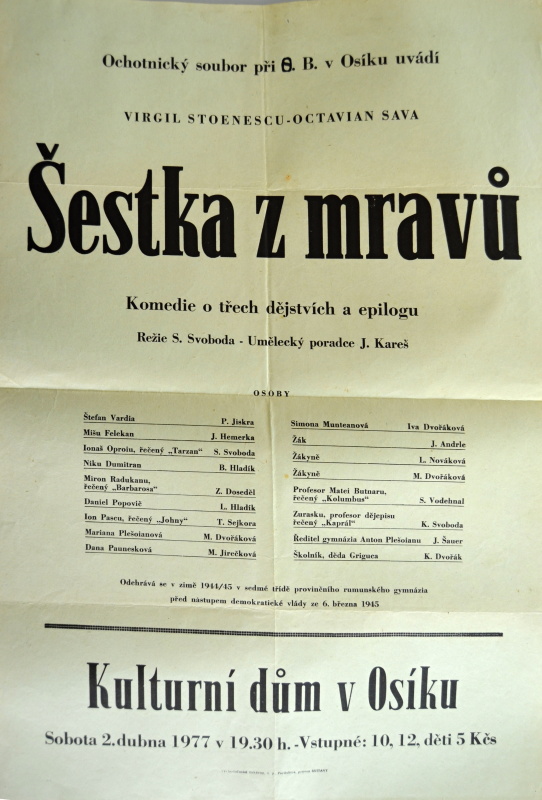 Ochotnický soubor při O. B. v Osíku uvádí
VIRGIL STOENESCU-OCTAVIAN SAVA
Šestka z mravů
Komedie o třech dějstvích a epilogu
Režie S. Svoboda - Umělecký poradce J. Kareš
OSOBY
Štefan Vardia P. Jiskra
Mišu Felekan J. Hemerka
Ionaš Oproiu, řečený „Tarzan" S. Svoboda
Niku Dumitran B. Hladík
Miron Radukanu,
řečený „Barbarosa" Z. Doseděl
Daniel Popovič L. Hladík
Ion Pascu, řečený „Johny" T. Sejkora
Mariana Plešoianová M. Dvořáková
Dana Paunesková M. Jirečková
Simona Munteanová Iva Dvořáková
Žák J. Andrle
Žákyně L. Nováková
Žákyně M. Dvořáková
Profesor Matei Butnaru,
řečený „Kolumbus" S. Vodehnal
Zurasku, profesor dějepisu
řečený „Kaprál" K. Svoboda
Ředitel gymnázia Anton Plešoianu J. Šauer
Školník, děda Griguca K. Dvořák
Odehrává se v zimě 1944/45 v sedmé třídě provinčního rumunského gymnázia
před nástupem demokratické vlády ze 6. března 1945
Kulturní dům v Osíku
Sobota 2. dubna 1977 v 19.30 h. - Vstupné: 10, 12, děti 5 Kčs